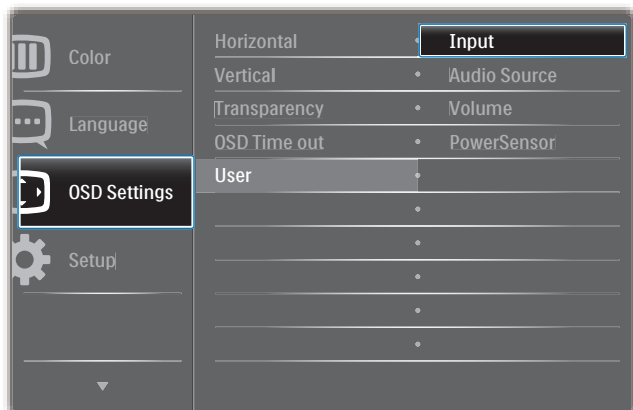 Color
Language
OSD Settings
Setup
Horizontal
Vertical
Transparency
OSD Time out
User
Input
Audio Source
Volume
PowerSensor